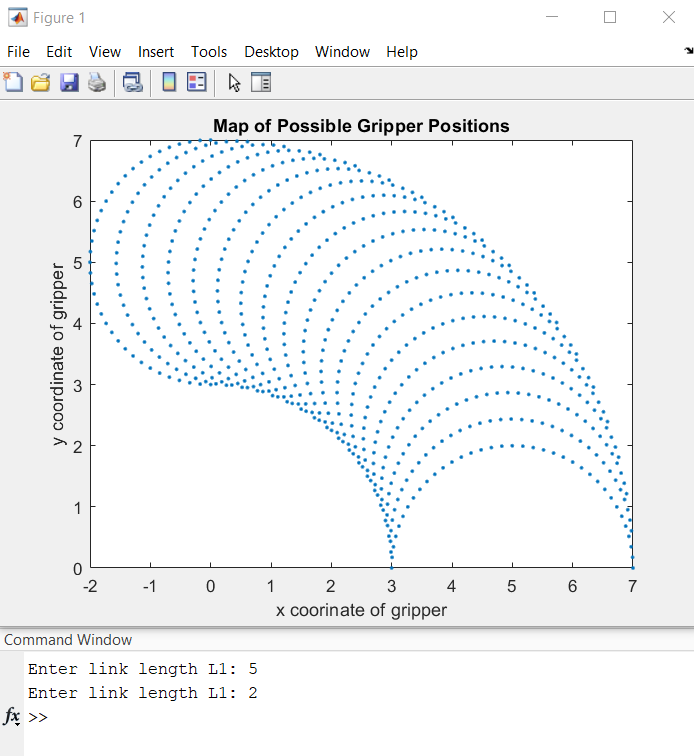 Figure 1
File Edit View Insert Tools Desktop Window Help
Map of Possible Gripper Positions
7
6
5
4
3
2
1
0
y coordinate of gripper
-2 -1 0 1 2 3 4 5 6 7
x coorinate of gripper
Command Window
Enter link length L1: 5
Enter link length L1: 2
fx >>